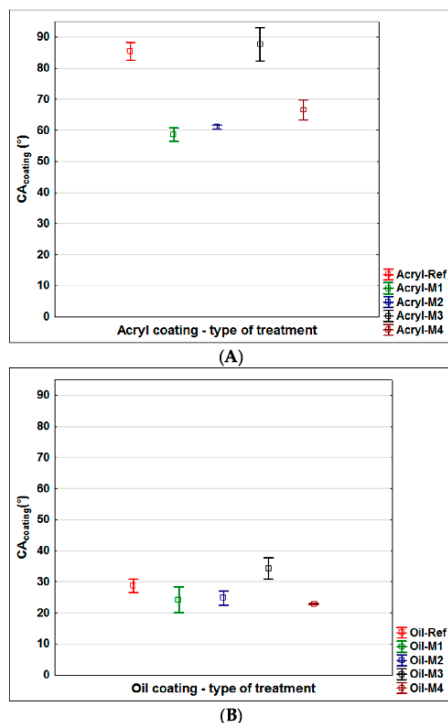 90
80
70
60
50
40
30
20
10
0
CAcoating (°)
Acryl-Ref
Acryl-M1
Acryl-M2
Acryl-M3
Acryl-M4
Acryl coating - type of treatment
(A)
90
80
70
60
50
40
30
20
10
0
CAcoating(°)
Oil-Ref
Oil-M1
Oil-M2
Oil-M3
Oil-M4
Oil coating - type of treatment
(B)